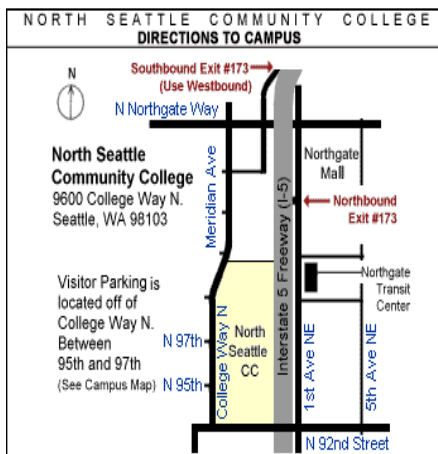 NORTH SEATTLE COMMUNITY COLLEGE
DIRECTIONS TO CAMPUS
Southbound Exit #173
(Use Westbound)
N
N Northgate Way
North Seattle
Community College
9600 College Way N.
Seattle, WA 98103
Meridian Ave
Interstate 5 Freeway (I-5)
Northgate
Mall
Northbound
Exit #173
Northgate
Transit
Center
Visitor Parking is
located off of
College Way N.
Between
95th and 97th
(See Campus Map)
N 97th
N 95th
College Way N
North
Seattle
CC
1st Ave NE
5th Ave NE
N 92nd Street